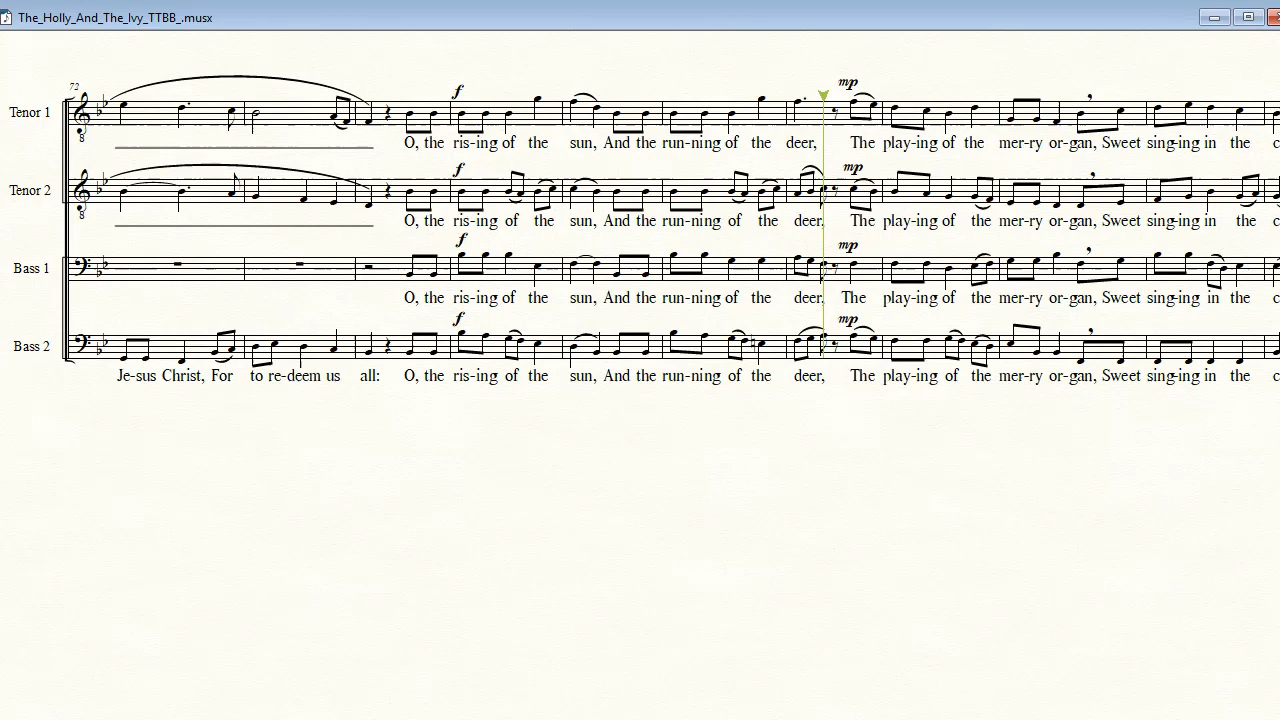 The_Holly_And_The_Ivy_TTBB_.musx
72
f
mp
Tenor 1
O, the ris-ing of the sun, And the run-ning of the deer, The play-ing of the mer-ry or-gan, Sweet sing-ing in the c
f
mp
Tenor 2
O, the ris-ing of the sun, And the run-ning of the deer, The play-ing of the mer-ry or-gan, Sweet sing-ing in the c
f
mp
Bass 1
O, the ris-ing of the sun, And the run-ning of the deer, The play-ing of the mer-ry or-gan, Sweet sing-ing in the c
f
mp
Bass 2
Je-sus Christ, For to re-deem us all: O, the ris-ing of the sun, And the run-ning of the deer, The play-ing of the mer-ry or-gan, Sweet sing-ing in the c